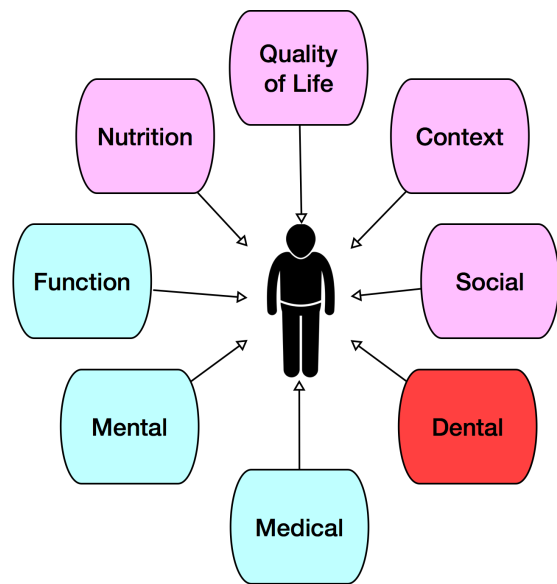 Quality
of Life
Nutrition
Context
Function
Social
Mental
Dental
Medical